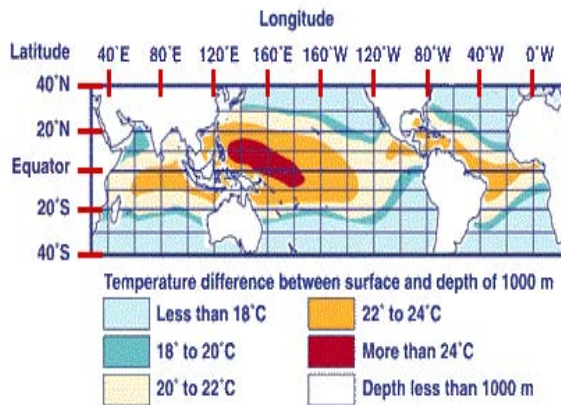 Longitude
Latitude 40˚E 80˚E 120˚E 160˚E 160˚W 120˚W 80˚W 40˚W 0˚W
40˚N
20˚N
Equator
20˚S
40˚S
Temperature difference between surface and depth of 1000 m
Less than 18˚C 22˚ to 24˚C
18˚ to 20˚C More than 24˚C
20˚ to 22˚C Depth less than 1000 m